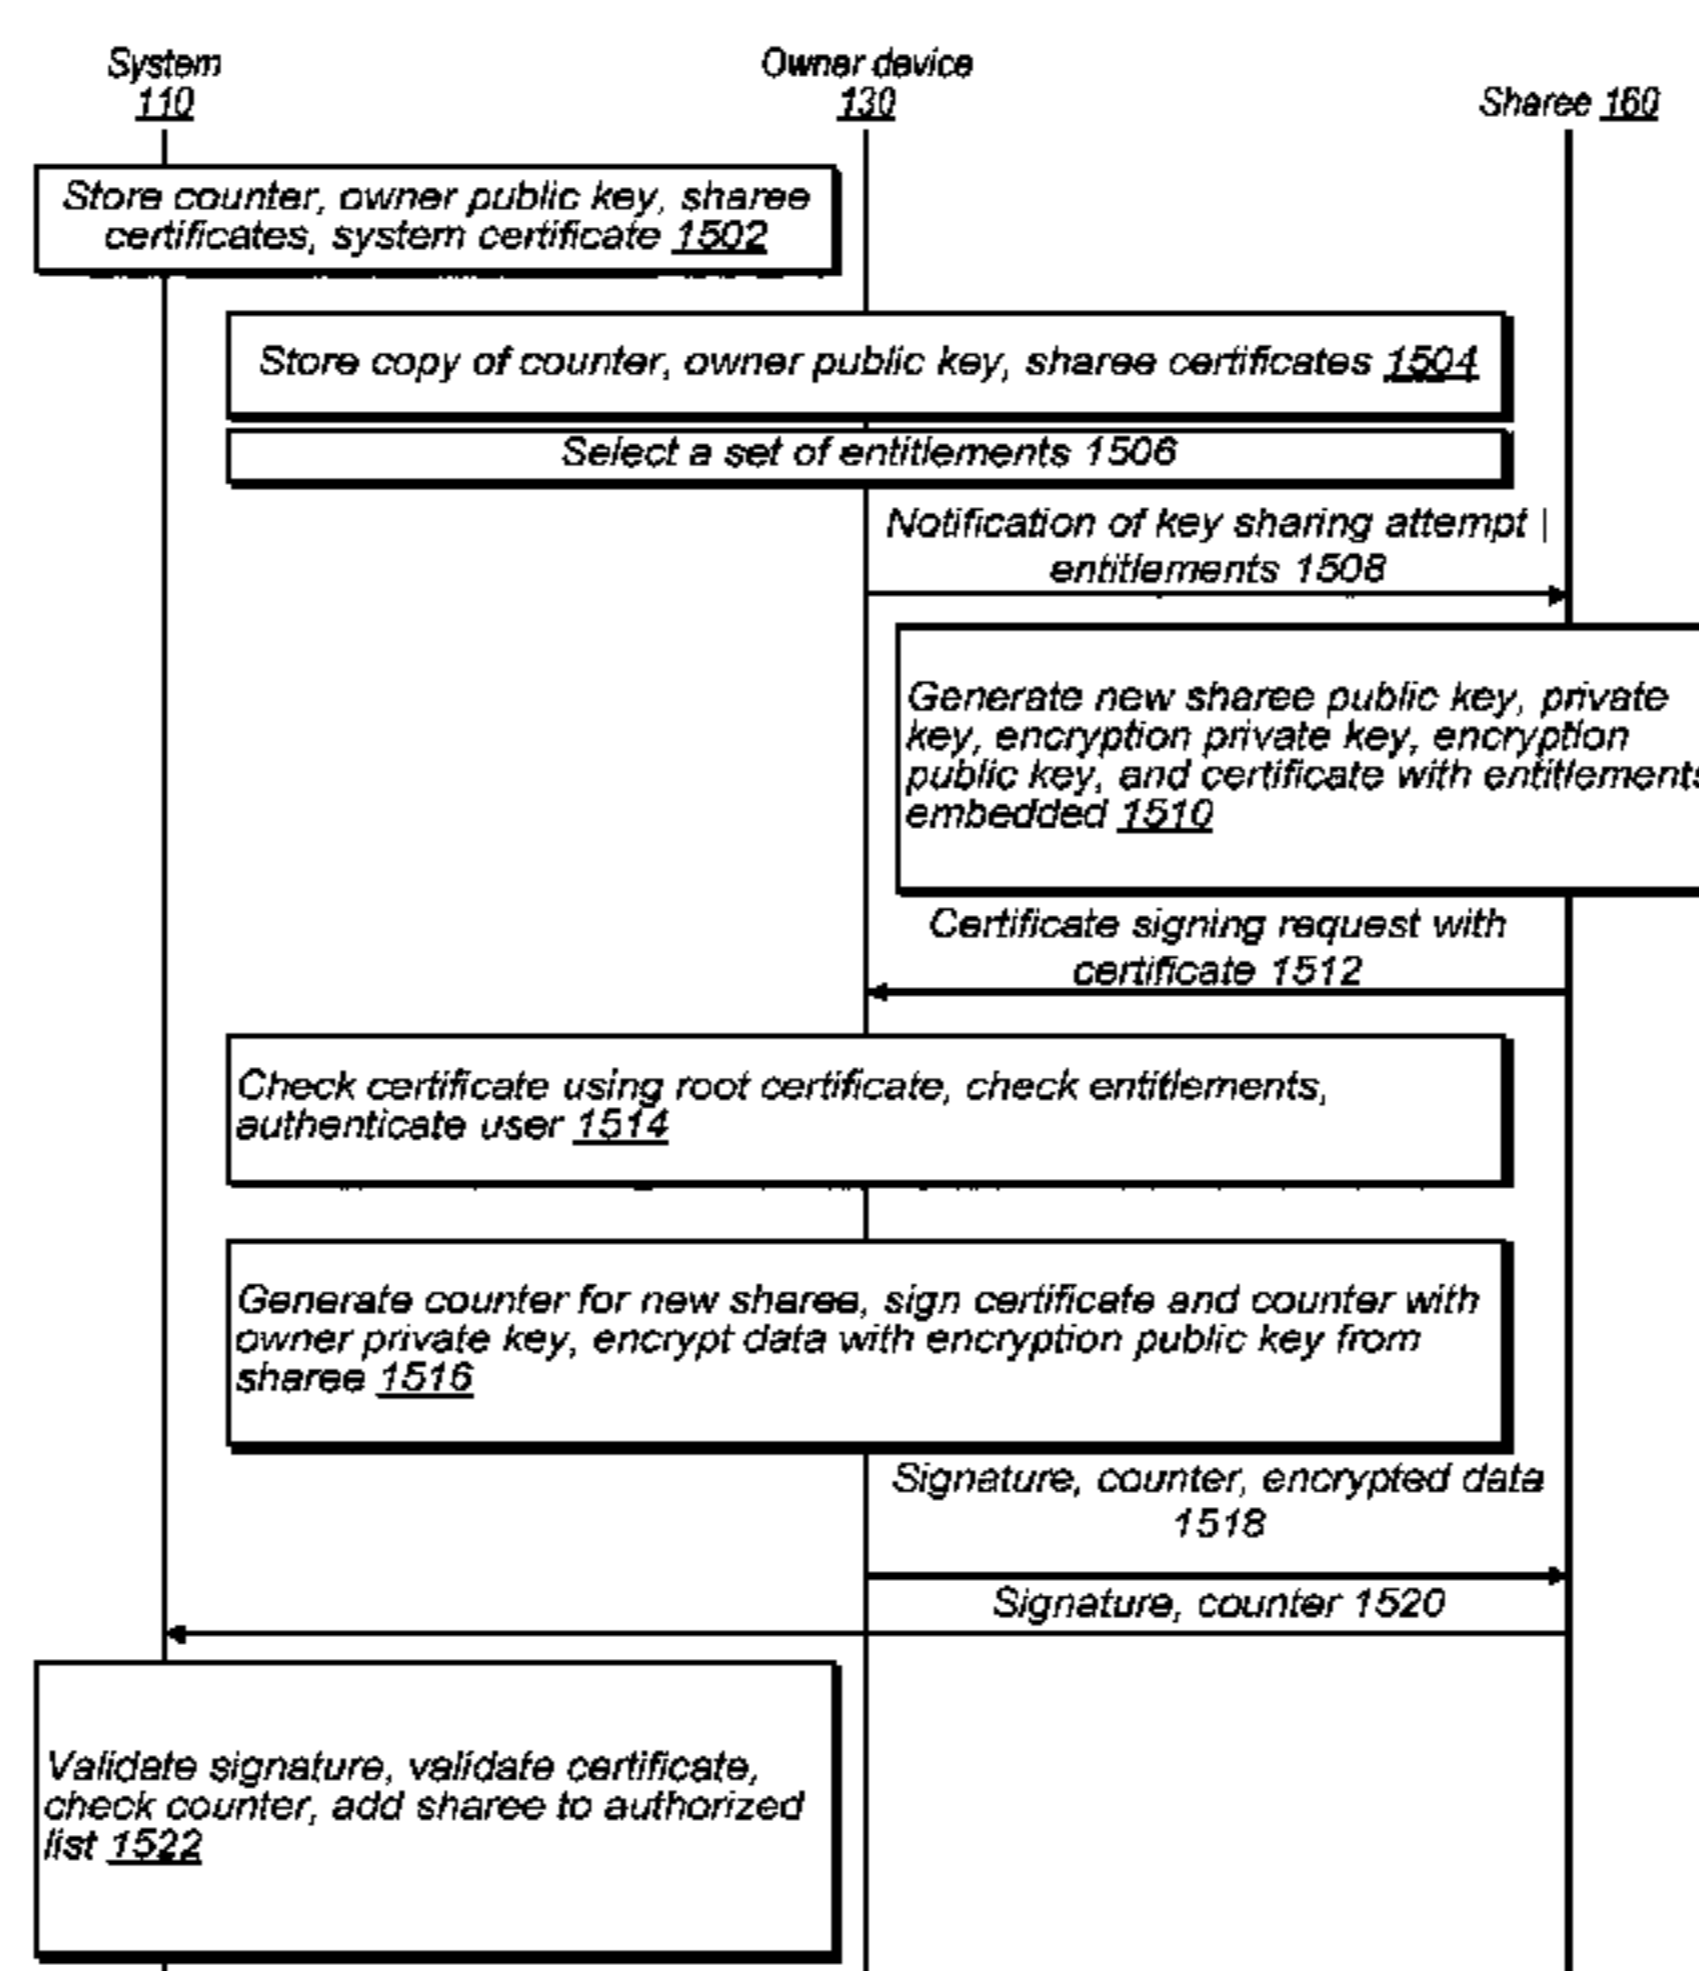 System
110
Owner device
130
Sharee 160
Store counter, owner public key, sharee
certificates, system certificate 1502
Store copy of counter, owner public key, sharee certificates 1504
Select a set of entitlements 1506
Notification of key sharing attempt |
entitlements 1508
Generate new sharee public key, private
key, encryption private key, encryption
public key, and certificate with entitlements
embedded 1510
Certificate signing request with
certificate 1512
Check certificate using root certificate, check entitlements,
authenticate user 1514
Generate counter for new sharee, sign certificate and counter with
owner private key, encrypt data with encryption public key from
sharee 1516
Signature, counter, encrypted data
1518
Signature, counter 1520
Validate signature, validate certificate,
check counter, add sharee to authorized
list 1522